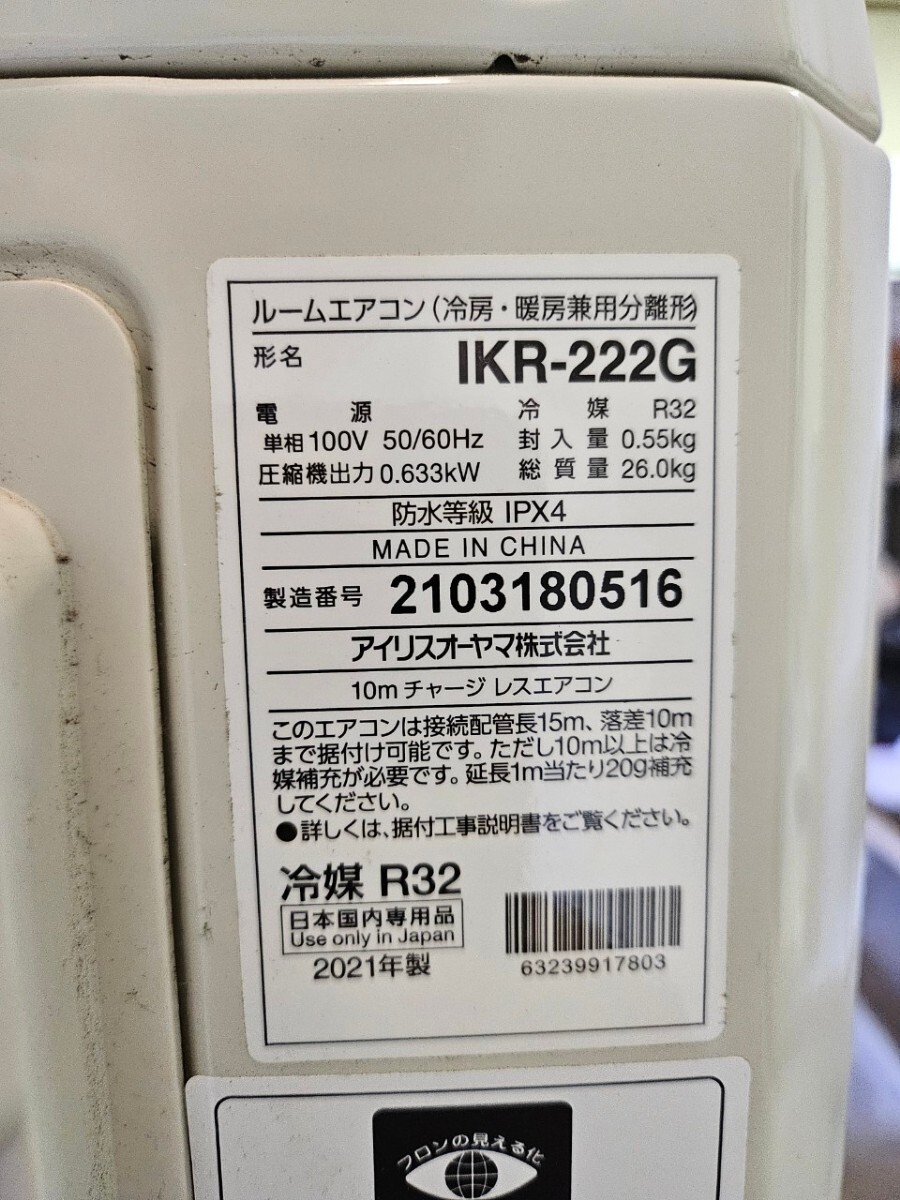 ルームエアコン(冷房・暖房兼用分離形)
形名 IKR-222G
電源 冷媒 R32
単相100V 50/60Hz 封入量 0.55kg
圧縮機出力0.633kW 総質量 26.0kg
防水等級 IPX4
MADE IN CHINA
製造番号 2103180516
アイリスオーヤマ株式会社
10mチャージレスエアコン
このエアコンは接続配管長15m、落差10m
まで据付け可能です。ただし10m以上は冷
媒補充が必要です。延長1m当たり20g補充
してください。
●詳しくは、据付工事説明書をご覧ください。
冷媒 R32
日本国内専用品
Use only in Japan
2021年製
63239917803
フロンの見える化